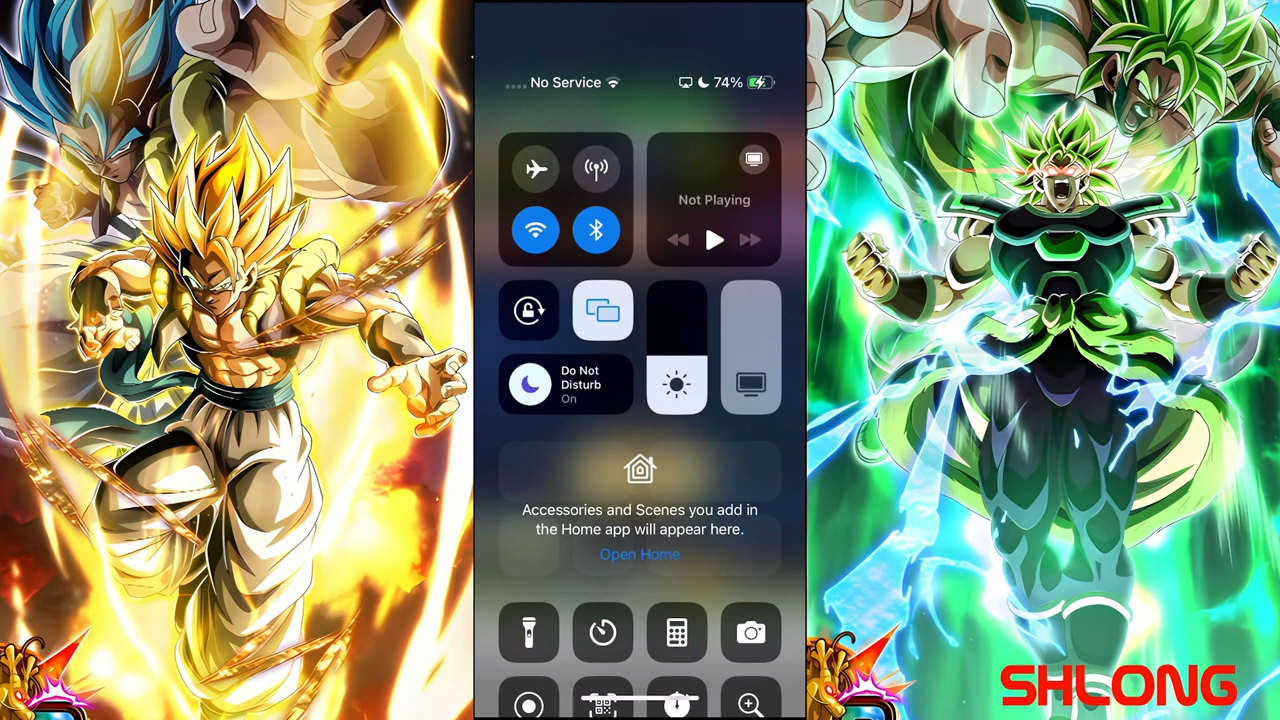 No Service
74%
Not Playing
Do Not
Disturb
On
Accessories and Scenes you add in
the Home app will appear here.
Open Home
SHLONG